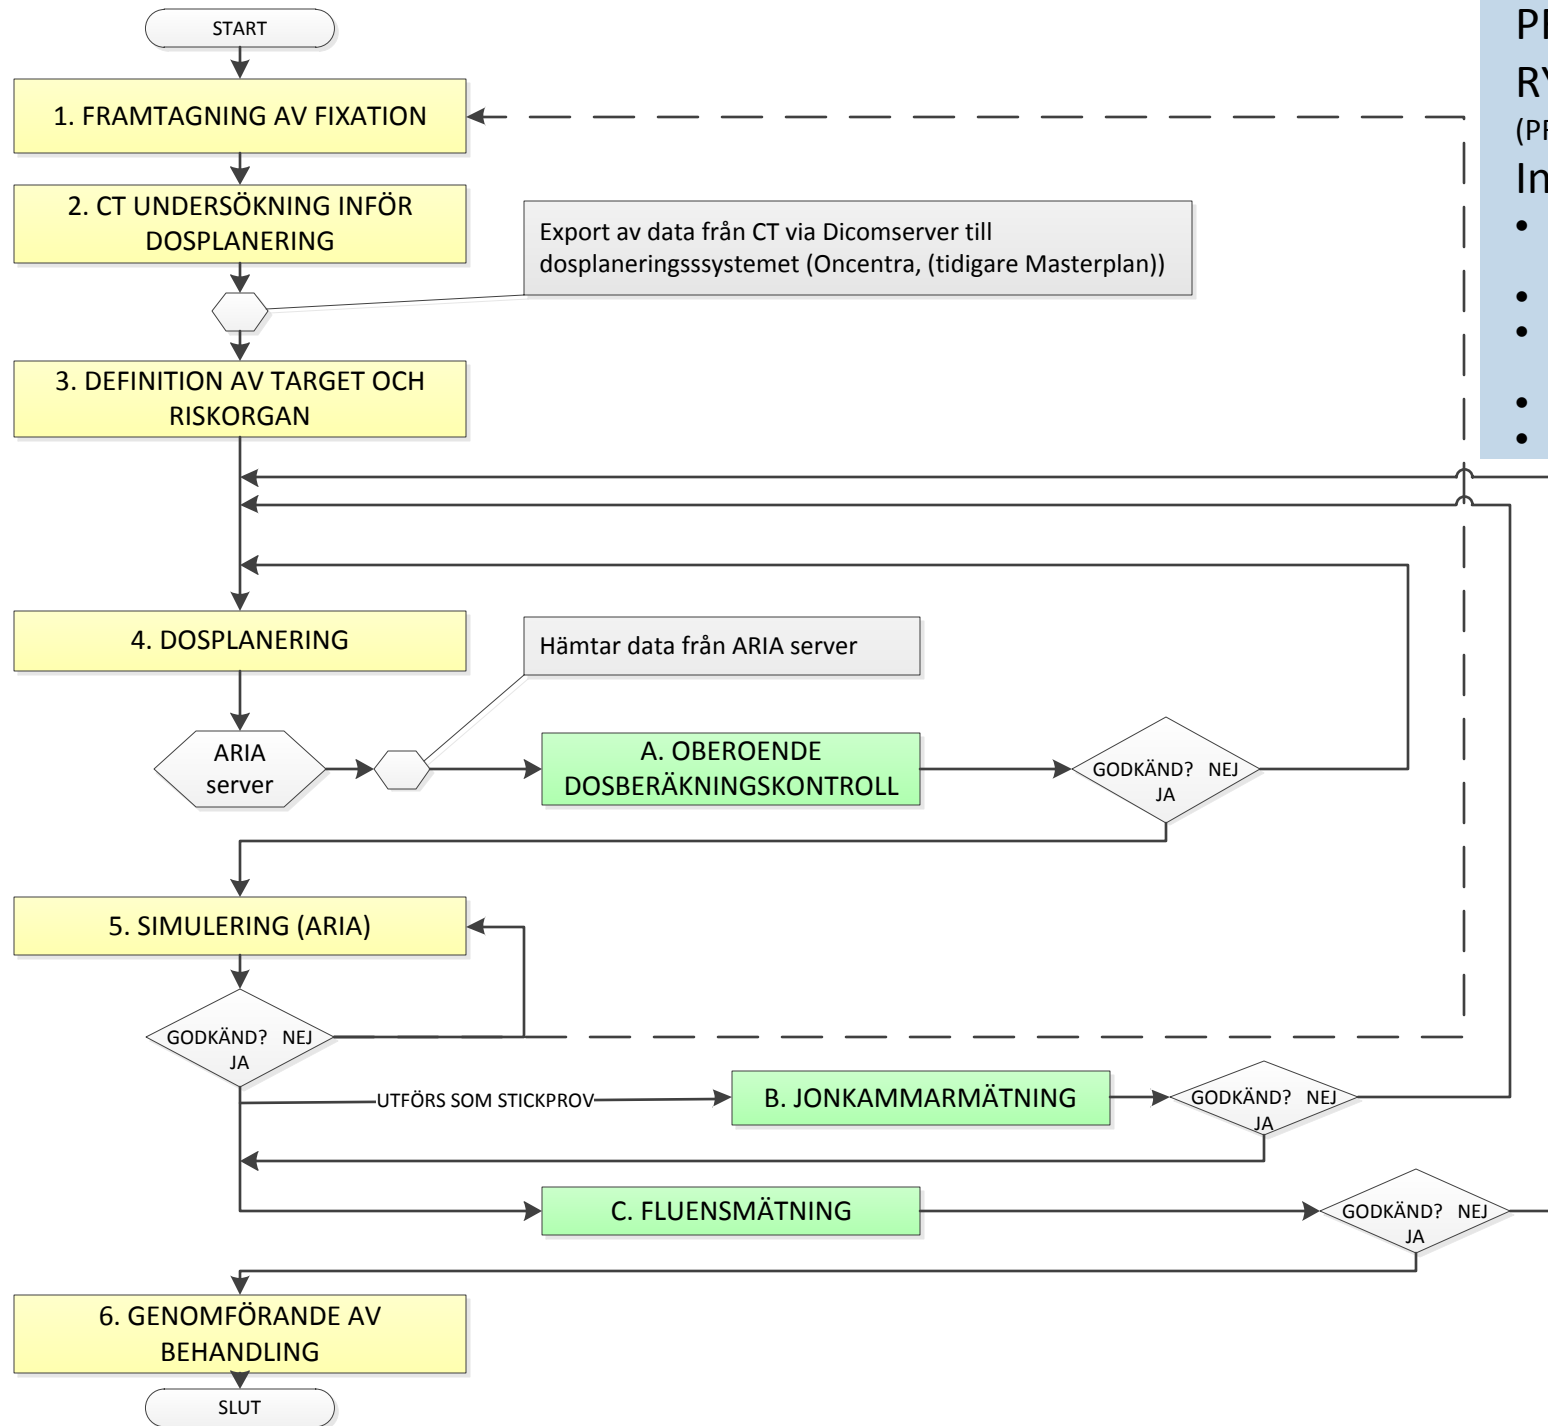 START
1. FRAMTAGNING AV FIXATION
2. CT UNDERSÖKNING INFÖR
DOSPLANERING
Export av data från CT via Dicomserver till
dosplaneringsssystemet (Oncentra, (tidigare Masterplan))
3. DEFINITION AV TARGET OCH
RISKORGAN
4. DOSPLANERING
Hämtar data från ARIA server
ARIA
server
A. OBEROENDE
DOSBERÄKNINGSKONTROLL
GODKÄND? NEJ
JA
5. SIMULERING (ARIA)
GODKÄND? NEJ
JA
UTFÖRS SOM STICKPROV
B. JONKAMMARMÄTNING
GODKÄND? NEJ
JA
C. FLUENSMÄTNING
GODKÄND? NEJ
JA
6. GENOMFÖRANDE AV
BEHANDLING
SLUT